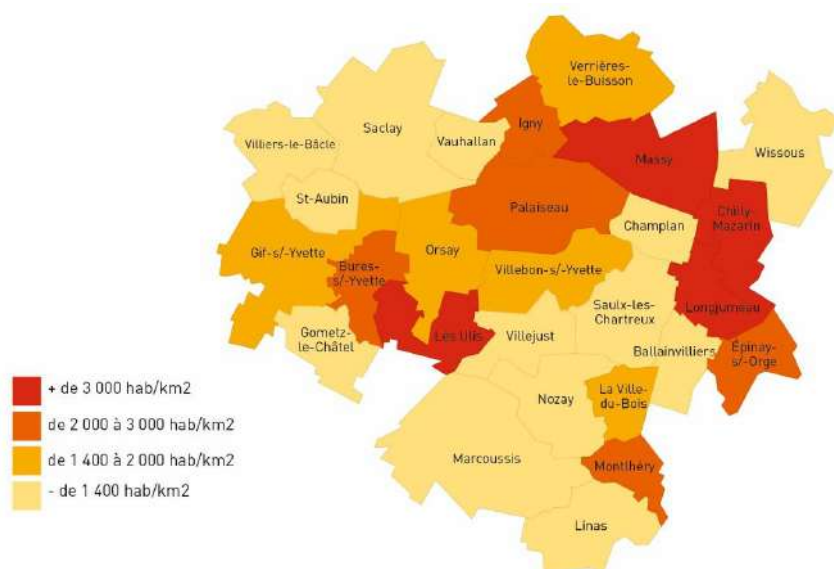 Verrières-
le-Buisson
Igny
Saclay
Vauhallan
Villiers-le-Bâcle
Massy
Wissous
St-Aubin
Palaiseau
Chilly-
Mazarin
Champlan
Gif-s/-Yvette
Orsay
Bures-
s/-Yvette
Villebon-s/-Yvette
Saulx-les-
Chartreux
Longjumeau
Gometz-
le-Châtel
Les Ulis
Villejust
Ballainvilliers
Épinay-
s/-Orge
La Ville-
du-Bois
Nozay
Marcoussis
Montlhéry
Linas
+ de 3 000 hab/km2
de 2 000 à 3 000 hab/km2
de 1 400 à 2 000 hab/km2
- de 1 400 hab/km2